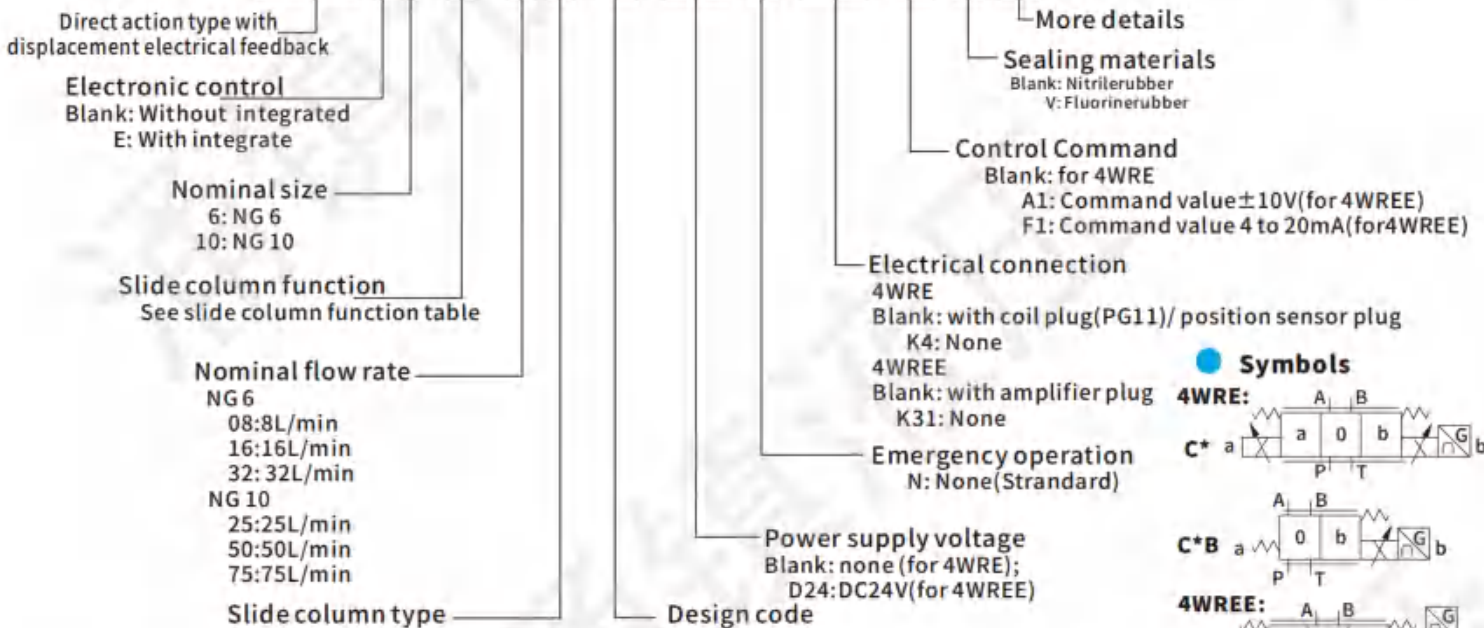 Direct action type with
displacement electrical feedback
Electronic control
Blank: Without integrated
E: With integrate
Nominal size
6: NG 6
10: NG 10
Slide column function
See slide column function table
Nominal flow rate
NG 6
08:8L/min
16:16L/min
32: 32L/min
NG 10
25:25L/min
50:50L/min
75:75L/min
Slide column type
More details
Sealing materials
Blank: Nitrilerubber
V: Fluorinerubber
Control Command
Blank: for 4WRE
A1: Command value±10V(for 4WREE)
F1: Command value 4 to 20mA(for4WREE)
Electrical connection
4WRE
Blank: with coil plug(PG11)/ position sensor plug
K4: None
4WREE
Blank: with amplifier plug
K31: None
Emergency operation
N: None(Strandard)
Power supply voltage
Blank: none (for 4WRE);
D24:DC24V(for 4WREE)
Design code
Symbols
4WRE:
A B
C* a a 0 b G b
P T
A B
C*B a 0 b G b
P T
4WREE:
A B G